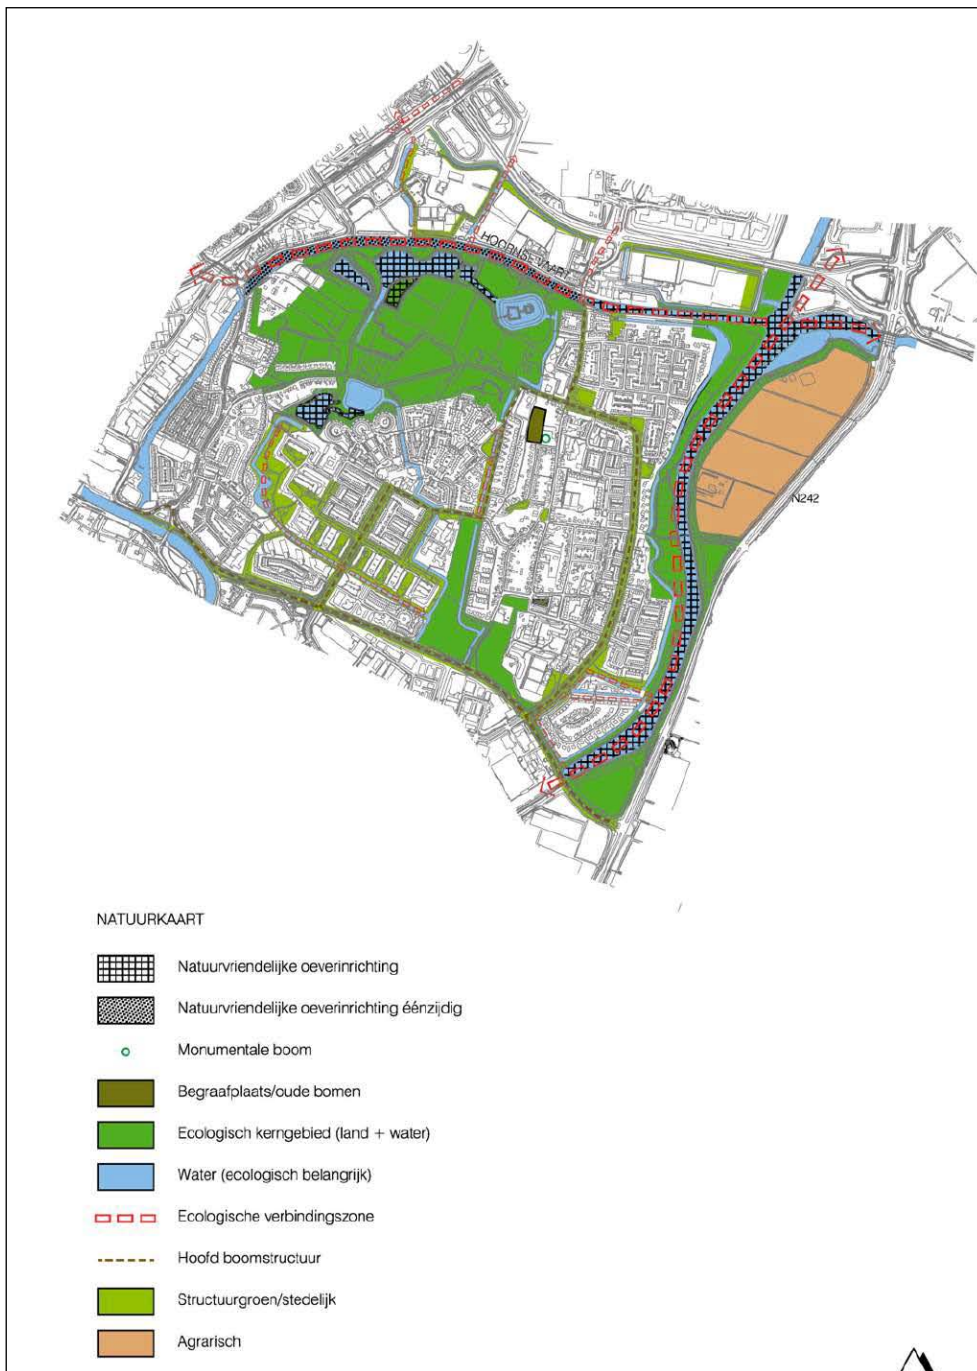 HOORNSE VAART
N242
NATUURKAART
Natuurvriendelijke oeverinrichting
Natuurvriendelijke oeverinrichting éénzijdig
Monumentale boom
Begraafplaats/oude bomen
Ecologisch kerngebied (land + water)
Water (ecologisch belangrijk)
Ecologische verbindingszone
Hoofd boomstructuur
Structuurgroen/stedelijk
Agrarisch